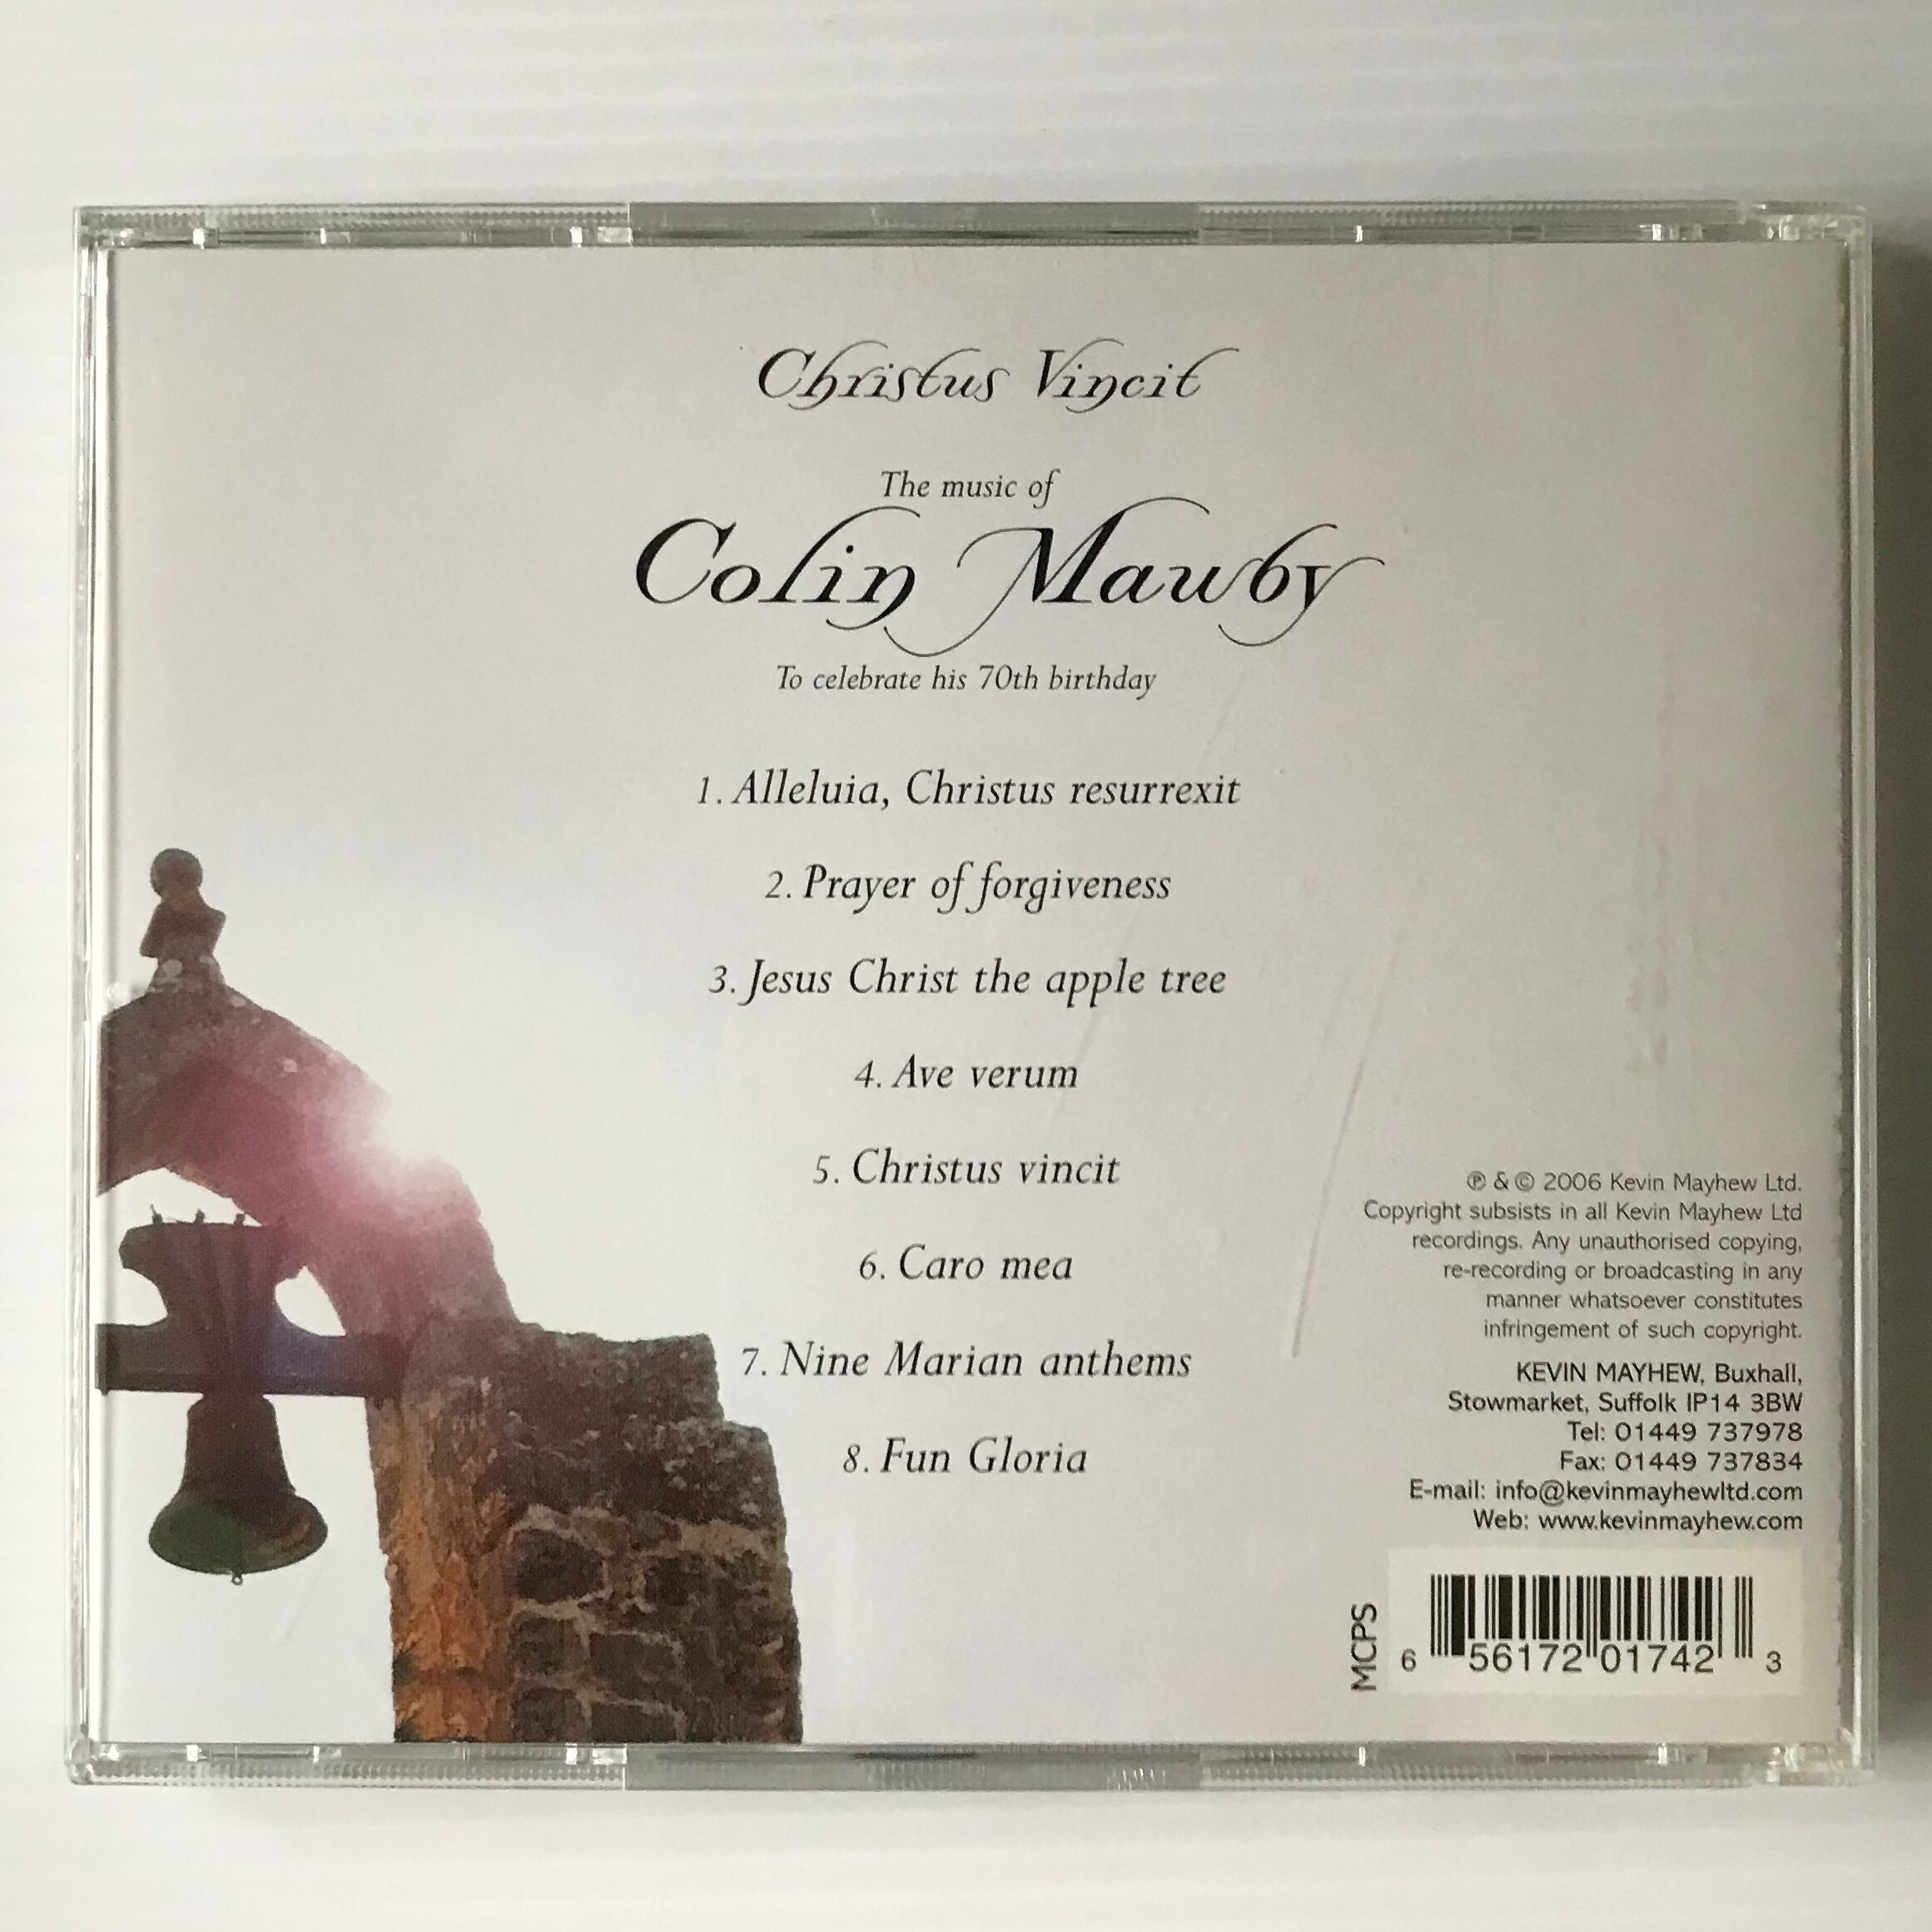 Christus Vincit
The music of
Colin Mawby
To celebrate his 70th birthday
1. Alleluia, Christus resurrexit
2. Prayer of forgiveness
3. Jesus Christ the apple tree
4. Ave verum
5. Christus vincit
6. Caro mea
7. Nine Marian anthems
8. Fun Gloria
℗ & © 2006 Kevin Mayhew Ltd.
Copyright subsists in all Kevin Mayhew Ltd
recordings. Any unauthorised copying,
re-recording or broadcasting in any
manner whatsoever constitutes
infringement of such copyright.
KEVIN MAYHEW, Buxhall,
Stowmarket, Suffolk IP14 3BW
Tel: 01449 737978
Fax: 01449 737834
E-mail: info@kevinmayhewltd.com
Web: www.kevinmayhew.com
MCPS
6 56172 01742 3